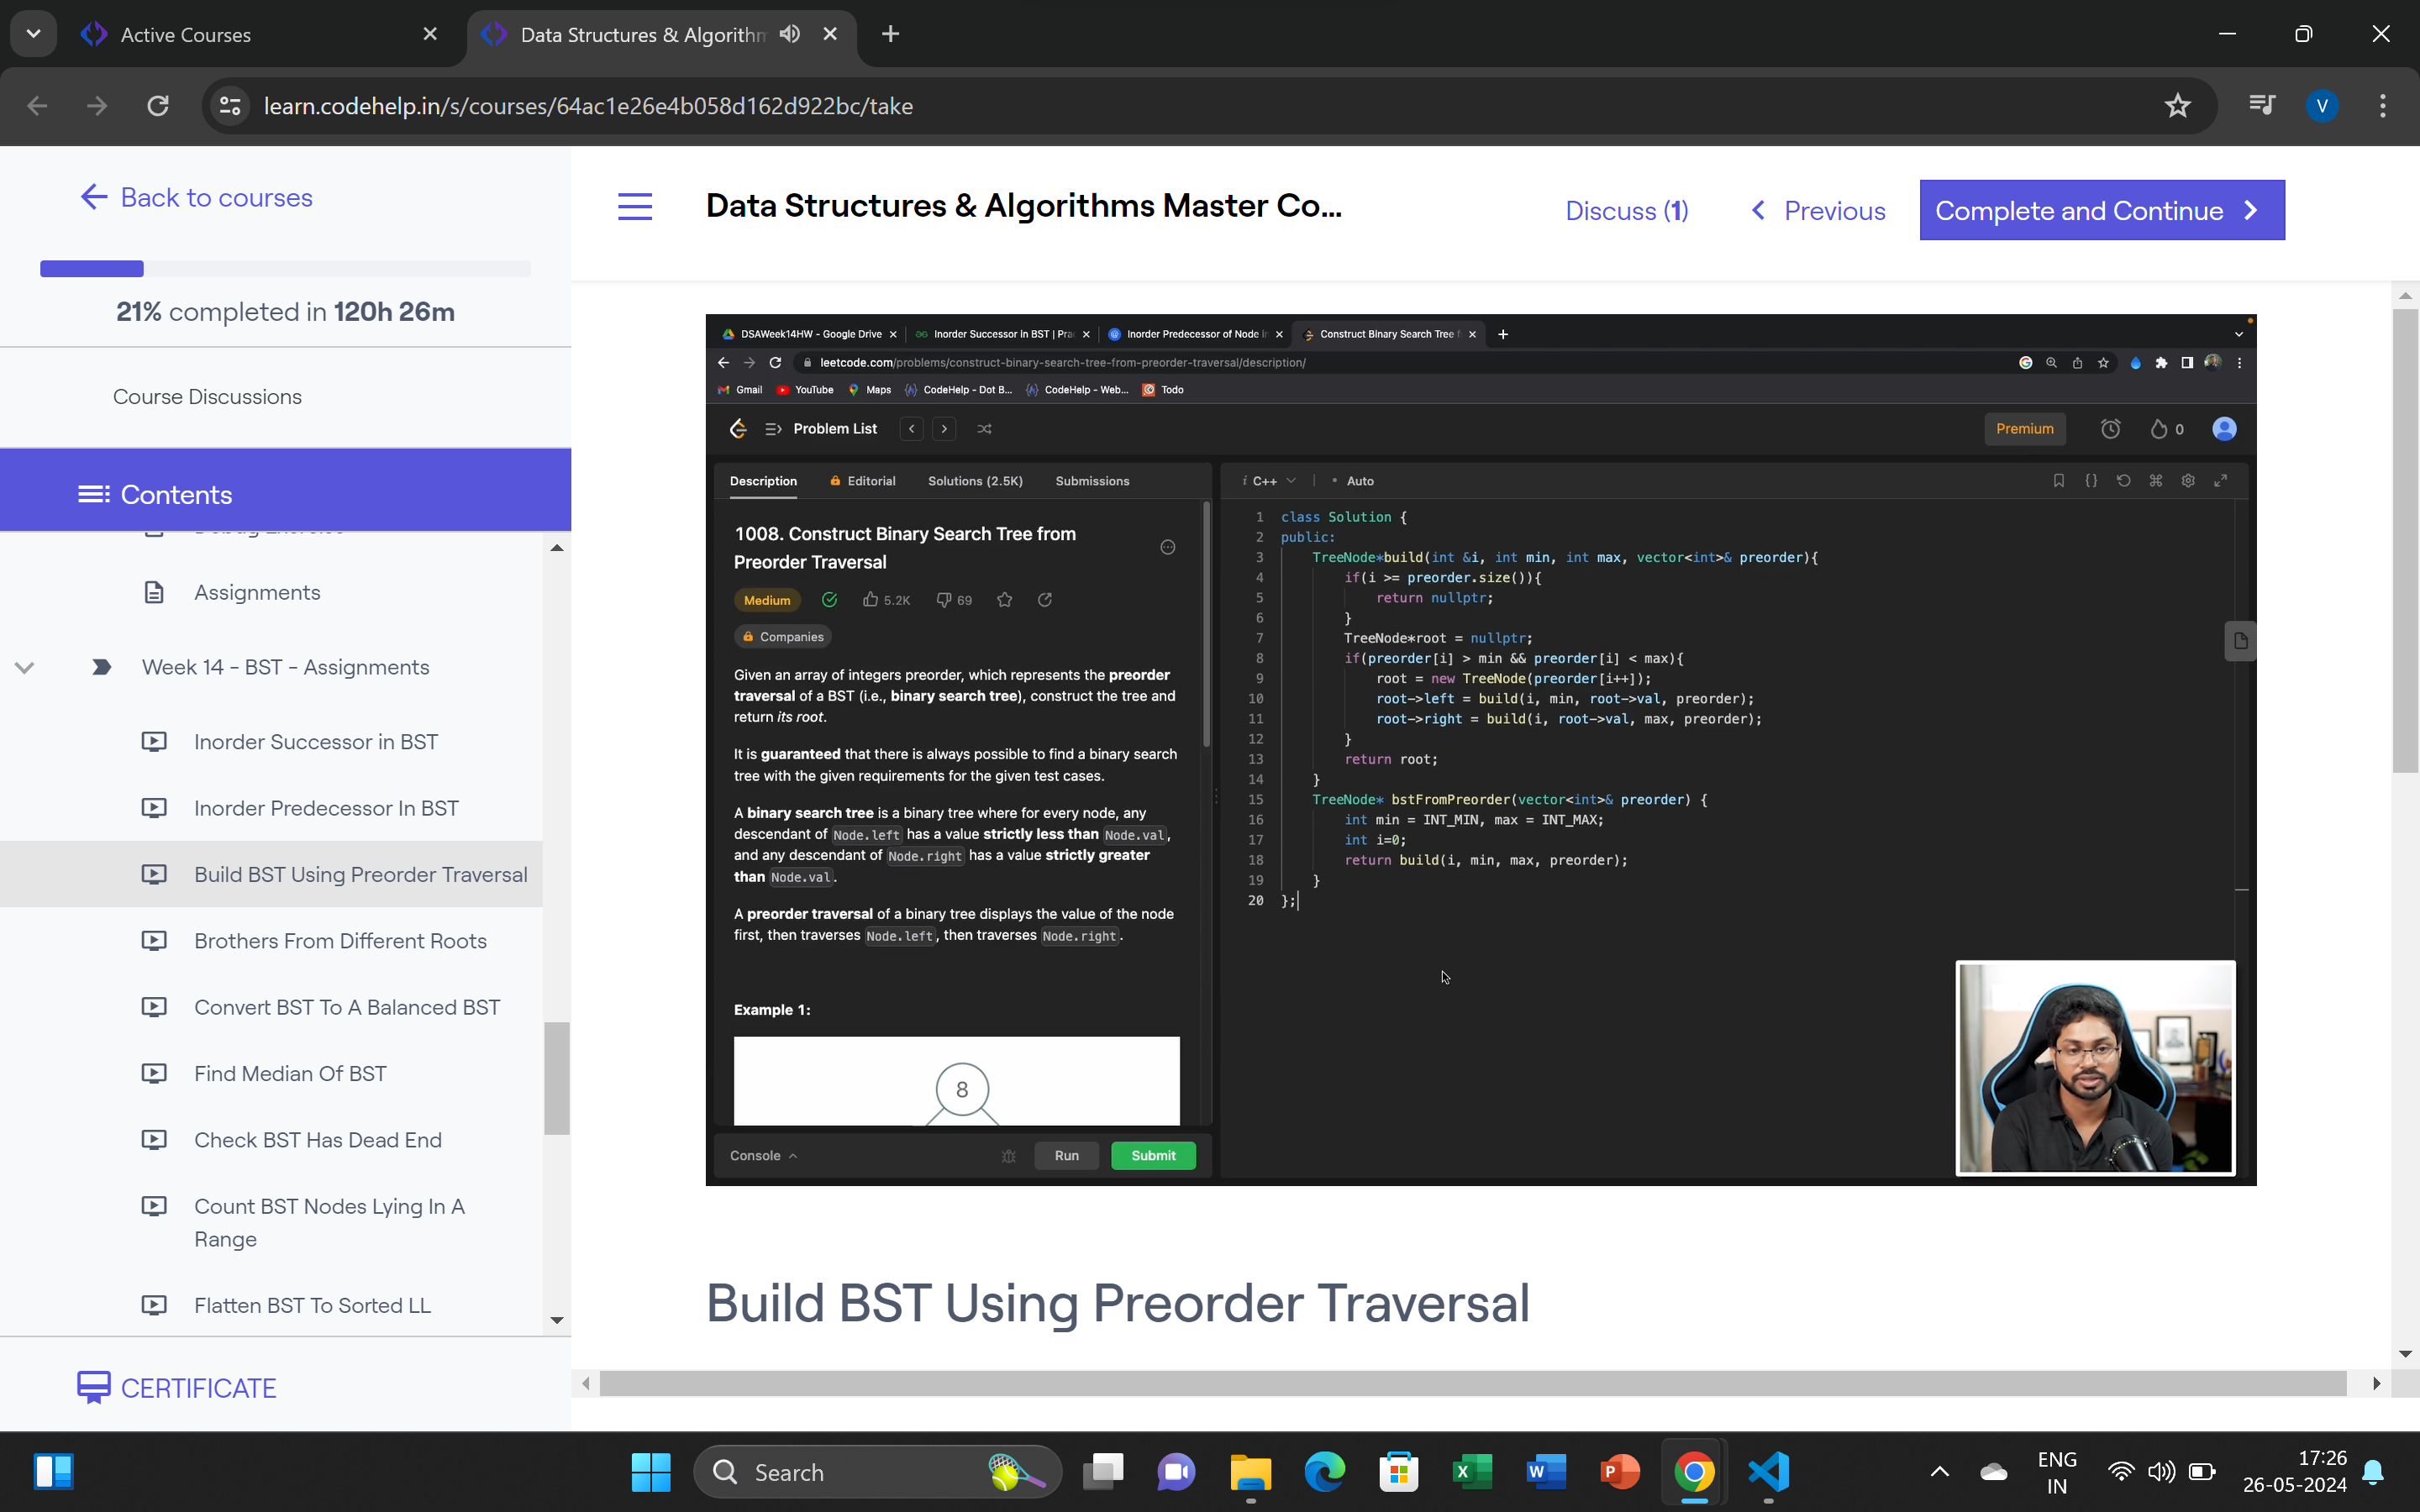 Active Courses
Data Structures & Algorithm
learn.codehelp.in/s/courses/64ac1e26e4b058d162d922bc/take
V
Back to courses
21% completed in 120h 26m
Course Discussions
Contents
Assignments
Week 14 - BST - Assignments
Inorder Successor in BST
Inorder Predecessor In BST
Build BST Using Preorder Traversal
Brothers From Different Roots
Convert BST To A Balanced BST
Find Median Of BST
Check BST Has Dead End
Count BST Nodes Lying In A
Range
Flatten BST To Sorted LL
CERTIFICATE
Data Structures & Algorithms Master Co...
Discuss (1)
Previous
Complete and Continue
DSAWeek14HW - Google Drive
Inorder Successor in BST | Pra
Inorder Predecessor of Node in
Construct Binary Search Tree f
leetcode.com/problems/construct-binary-search-tree-from-preorder-traversal/description/
Gmail
YouTube
Maps
CodeHelp - Dot B...
CodeHelp - Web...
Todo
Problem List
Premium
0
Description
Editorial
Solutions (2.5K)
Submissions
1008. Construct Binary Search Tree from
Preorder Traversal
Medium
5.2K
69
Companies
Given an array of integers preorder, which represents the preorder
traversal of a BST (i.e., binary search tree), construct the tree and
return its root.
It is guaranteed that there is always possible to find a binary search
tree with the given requirements for the given test cases.
A binary search tree is a binary tree where for every node, any
descendant of Node.left has a value strictly less than Node.val,
and any descendant of Node.right has a value strictly greater
than Node.val.
A preorder traversal of a binary tree displays the value of the node
first, then traverses Node.left, then traverses Node.right.
Example 1:
8
Console
Run
Submit
i C++
Auto
1 class Solution {
2 public:
3 TreeNode*build(int &i, int min, int max, vector<int>& preorder){
4 if(i >= preorder.size()){
5 return nullptr;
6 }
7 TreeNode*root = nullptr;
8 if(preorder[i] > min && preorder[i] < max){
9 root = new TreeNode(preorder[i++]);
10 root->left = build(i, min, root->val, preorder);
11 root->right = build(i, root->val, max, preorder);
12 }
13 return root;
14 }
15 TreeNode* bstFromPreorder(vector<int>& preorder) {
16 int min = INT_MIN, max = INT_MAX;
17 int i=0;
18 return build(i, min, max, preorder);
19 }
20 };
Build BST Using Preorder Traversal
Search
ENG
IN
17:26
26-05-2024